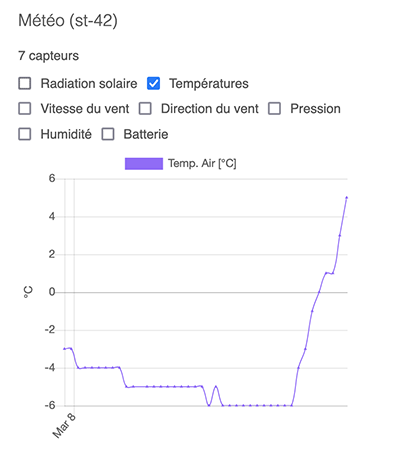 Météo (st-42)
7 capteurs
Radiation solaire Températures
Vitesse du vent Direction du vent Pression
Humidité Batterie
Temp. Air [°C]
6
4
2
0
-2
-4
-6
°C
Mar 8